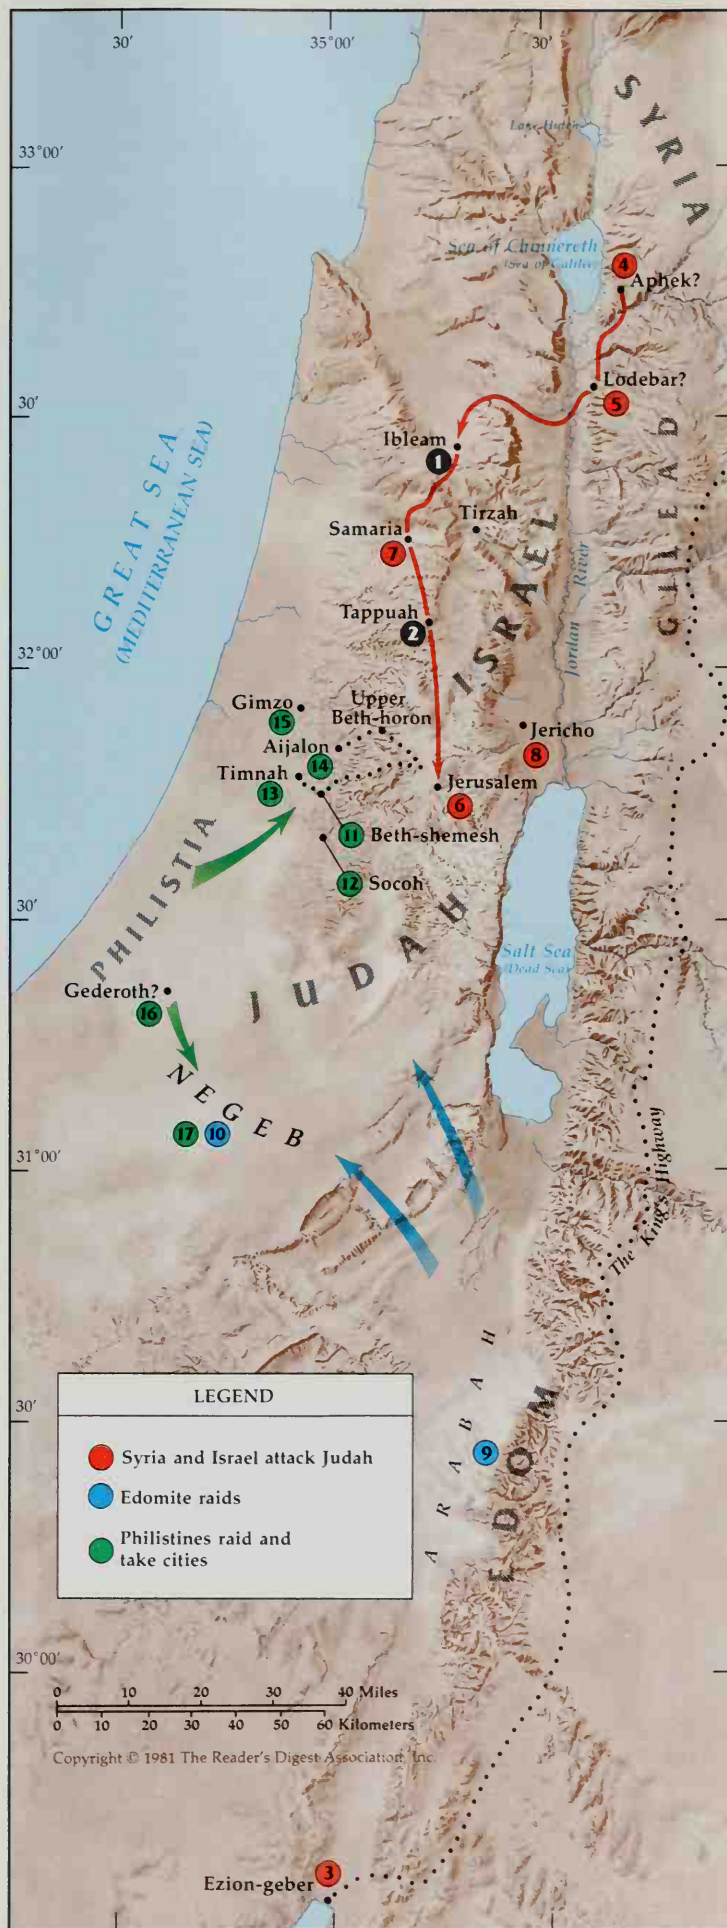 30'
35°00'
30'
SYRIA
Lake Huleh
33°00'
Sea of Chinnereth
(Sea of Galilee)
4
Aphek?
Lodebar?
5
30'
Ibleam
1
GILEAD
GREAT SEA
(MEDITERRANEAN SEA)
Tirzah
Samaria
7
ISRAEL
Jordan River
Tappuah
2
32°00'
Gimzo
15
Upper
Beth-horon
Aijalon
14
Jericho
8
Timnah
13
Jerusalem
6
11
Beth-shemesh
PHILISTIA
12
Socoh
30'
JUDAH
Salt Sea
(Dead Sea)
Gederoth?
16
NEGEB
17
10
31°00'
The King's Highway
ARABAH
EDOM
9
30'
LEGEND
Syria and Israel attack Judah
Edomite raids
Philistines raid and
take cities
30°00'
0 10 20 30 40 Miles
0 10 20 30 40 50 60 Kilometers
Copyright © 1981 The Reader's Digest Association, Inc.
3
Ezion-geber